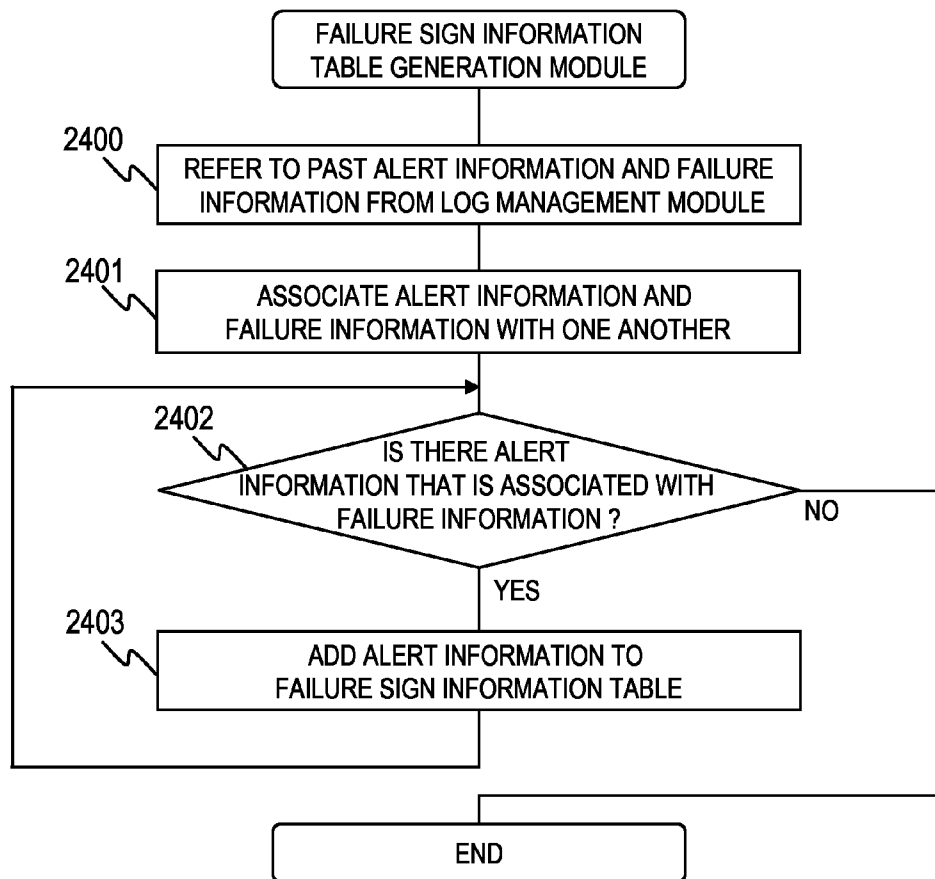 FAILURE SIGN INFORMATION
TABLE GENERATION MODULE
2400
REFER TO PAST ALERT INFORMATION AND FAILURE
INFORMATION FROM LOG MANAGEMENT MODULE
2401
ASSOCIATE ALERT INFORMATION AND
FAILURE INFORMATION WITH ONE ANOTHER
2402
IS THERE ALERT
INFORMATION THAT IS ASSOCIATED WITH
FAILURE INFORMATION ?
NO
YES
2403
ADD ALERT INFORMATION TO
FAILURE SIGN INFORMATION TABLE
END